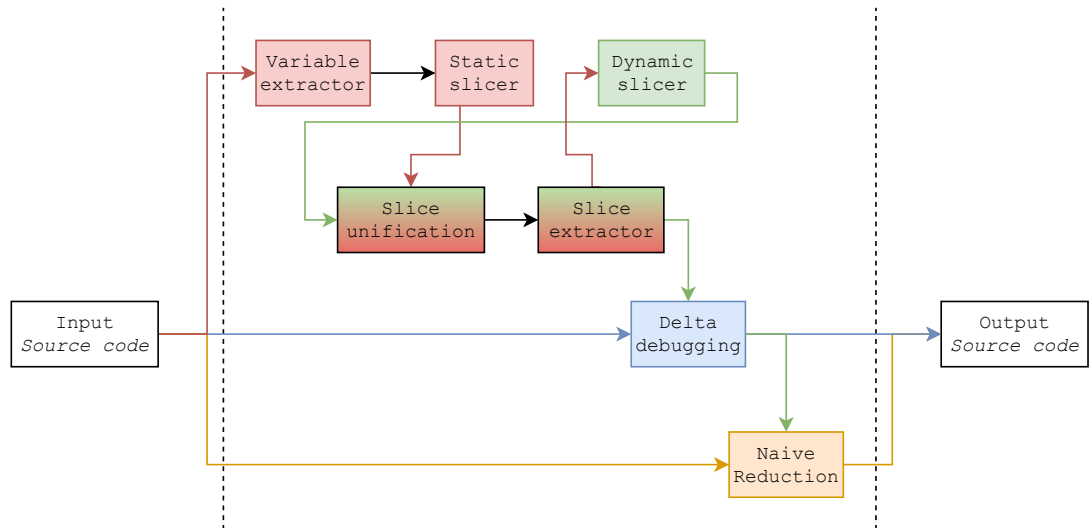 Variable
extractor
Static
slicer
Dynamic
slicer
Slice
unification
Slice
extractor
Input
Source code
Delta
debugging
Output
Source code
Naive
Reduction